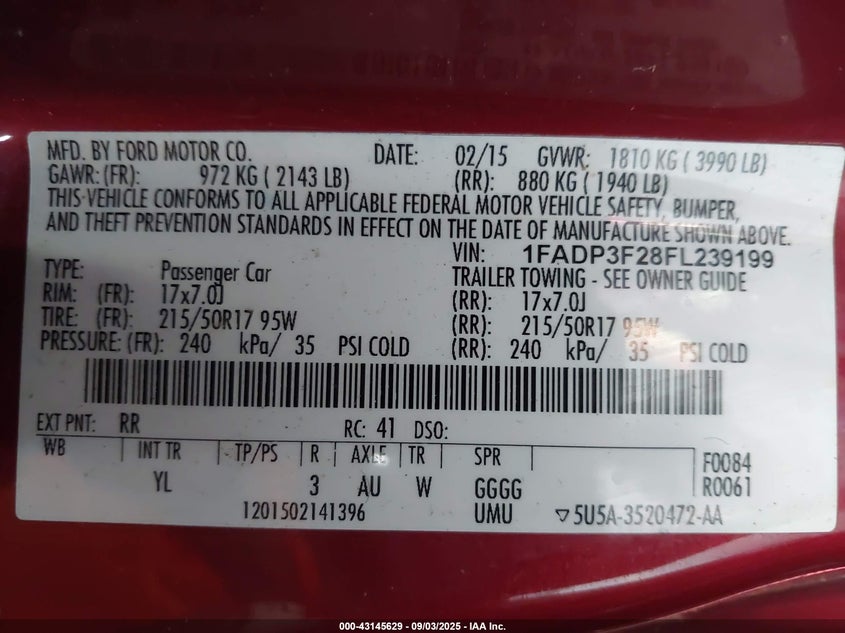 MFD. BY FORD MOTOR CO. DATE: 02/15 GVWR: 1810 KG ( 3990 LB)
GAWR: (FR): 972 KG ( 2143 LB) (RR): 880 KG ( 1940 LB)
THIS VEHICLE CONFORMS TO ALL APPLICABLE FEDERAL MOTOR VEHICLE SAFETY, BUMPER,
AND THEFT PREVENTION STANDARDS IN EFFECT ON THE DATE OF MANUFACTURE SHOWN ABOVE.
VIN: 1FADP3F28FL239199
TYPE: Passenger Car TRAILER TOWING - SEE OWNER GUIDE
RIM: (FR): 17x7.0J (RR): 17x7.0J
TIRE: (FR): 215/50R17 95W (RR): 215/50R17 95W
PRESSURE: (FR): 240 kPa/ 35 PSI COLD (RR): 240 kPa/ 35 PSI COLD
EXT PNT: RR RC: 41 DSO:
WB INT TR TP/PS R AXLE TR SPR F0084
YL 3 AU W GGGG R0061
1201502141396 UMU ▽5U5A-3520472-AA
000-43145629 - 09/03/2025 - IAA Inc.